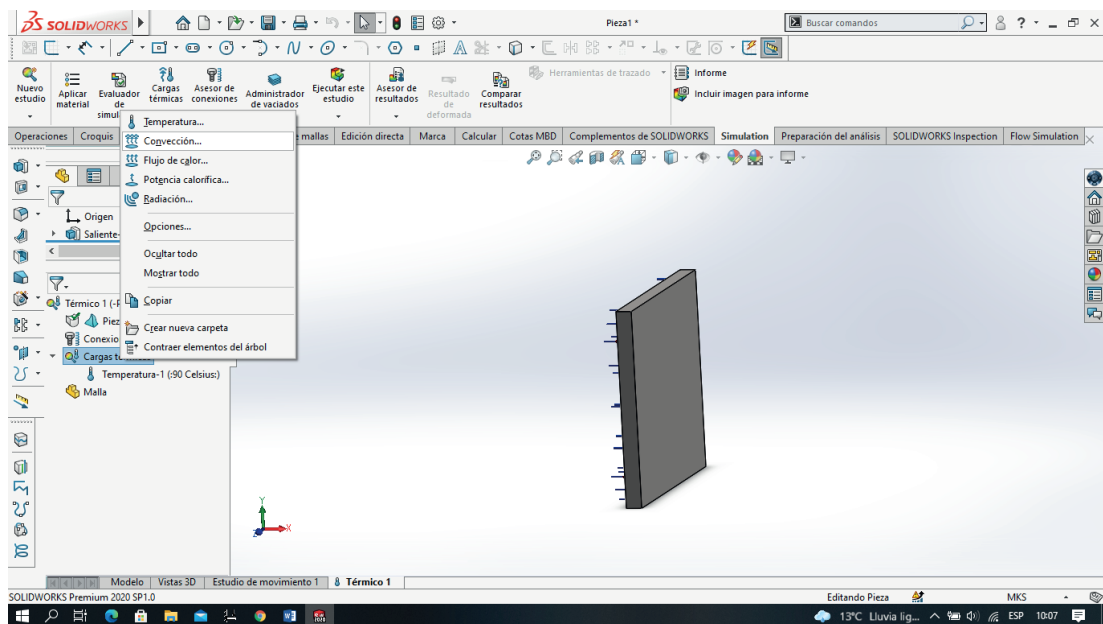 SOLIDWORKS
Pieza1 *
Buscar comandos
Nuevo estudio
Aplicar material
Evaluador de simul
Cargas térmicas
Asesor de conexiones
Administrador de vaciados
Ejecutar este estudio
Asesor de resultados
Resultado de deformada
Comparar resultados
Herramientas de trazado
Informe
Incluir imagen para informe
Operaciones Croquis mallas Edición directa Marca Calcular Cotas MBD Complementos de SOLIDWORKS Simulation Preparación del análisis SOLIDWORKS Inspection Flow Simulation
Temperatura...
Convección...
Flujo de calor...
Potencia calorífica...
Radiación...
Opciones...
Ocultar todo
Mostrar todo
Copiar
Crear nueva carpeta
Contraer elementos del árbol
Origen
Saliente-
Térmico 1 (-P
Piez
Conexio
Cargas té
Temperatura-1 (:90 Celsius:)
Malla
Y
X
Z
Modelo Vistas 3D Estudio de movimiento 1 Térmico 1
SOLIDWORKS Premium 2020 SP1.0
Editando Pieza
MKS
13°C Lluvia lig... ESP 10:07